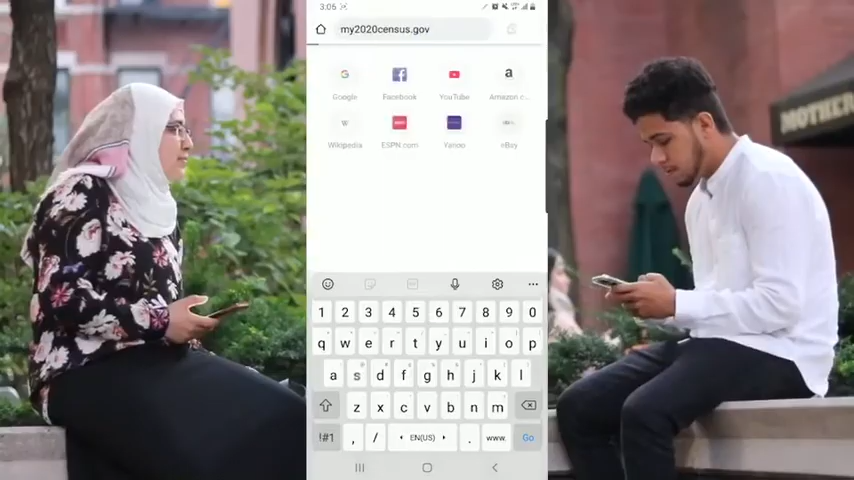 3:05
my2020census.gov
G f a
Google Facebook YouTube Amazon c...
W
Wikipedia ESPN.com Yahoo eBay
1 2 3 4 5 6 7 8 9 0
q w e r t y u i o p
a s d f g h j k l
z x c v b n m
!#1 , / EN(US) . www. Go
MOTHER